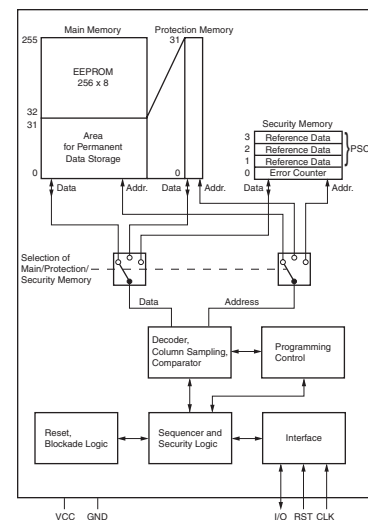 Main Memory
Protection Memory
255
31
EEPROM
256 x 8
32
31
Area
for Permanent
Data Storage
0
0
Security Memory
3 Reference Data
2 Reference Data
1 Reference Data
0 Error Counter
PSC
Data
Addr.
Data
Addr.
Data
Addr.
Selection of
Main/Protection/
Security Memory
Data
Address
Decoder,
Column Sampling,
Comparator
Programming
Control
Reset,
Blockade Logic
Sequencer and
Security Logic
Interface
VCC GND I/O RST CLK